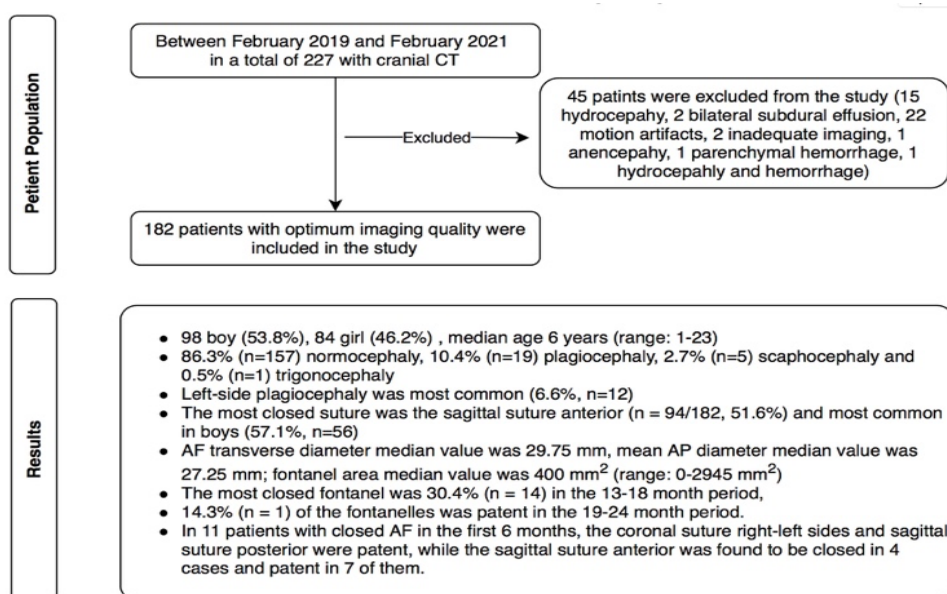 Petient Population
Between February 2019 and February 2021
in a total of 227 with cranial CT
45 patints were excluded from the study (15
hydrocepahy, 2 bilateral subdural effusion, 22
motion artifacts, 2 inadequate imaging, 1
anencepahy, 1 parenchymal hemorrhage, 1
hydrocepahly and hemorrhage)
Excluded
182 patients with optimum imaging quality were
included in the study
Results
• 98 boy (53.8%), 84 girl (46.2%) , median age 6 years (range: 1-23)
• 86.3% (n=157) normocephaly, 10.4% (n=19) plagiocephaly, 2.7% (n=5) scaphocephaly and
0.5% (n=1) trigonocephaly
• Left-side plagiocephaly was most common (6.6%, n=12)
• The most closed suture was the sagittal suture anterior (n = 94/182, 51.6%) and most common
in boys (57.1%, n=56)
• AF transverse diameter median value was 29.75 mm, mean AP diameter median value was
27.25 mm; fontanel area median value was 400 mm² (range: 0-2945 mm²)
• The most closed fontanel was 30.4% (n = 14) in the 13-18 month period,
• 14.3% (n = 1) of the fontanelles was patent in the 19-24 month period.
• In 11 patients with closed AF in the first 6 months, the coronal suture right-left sides and sagittal
suture posterior were patent, while the sagittal suture anterior was found to be closed in 4
cases and patent in 7 of them.